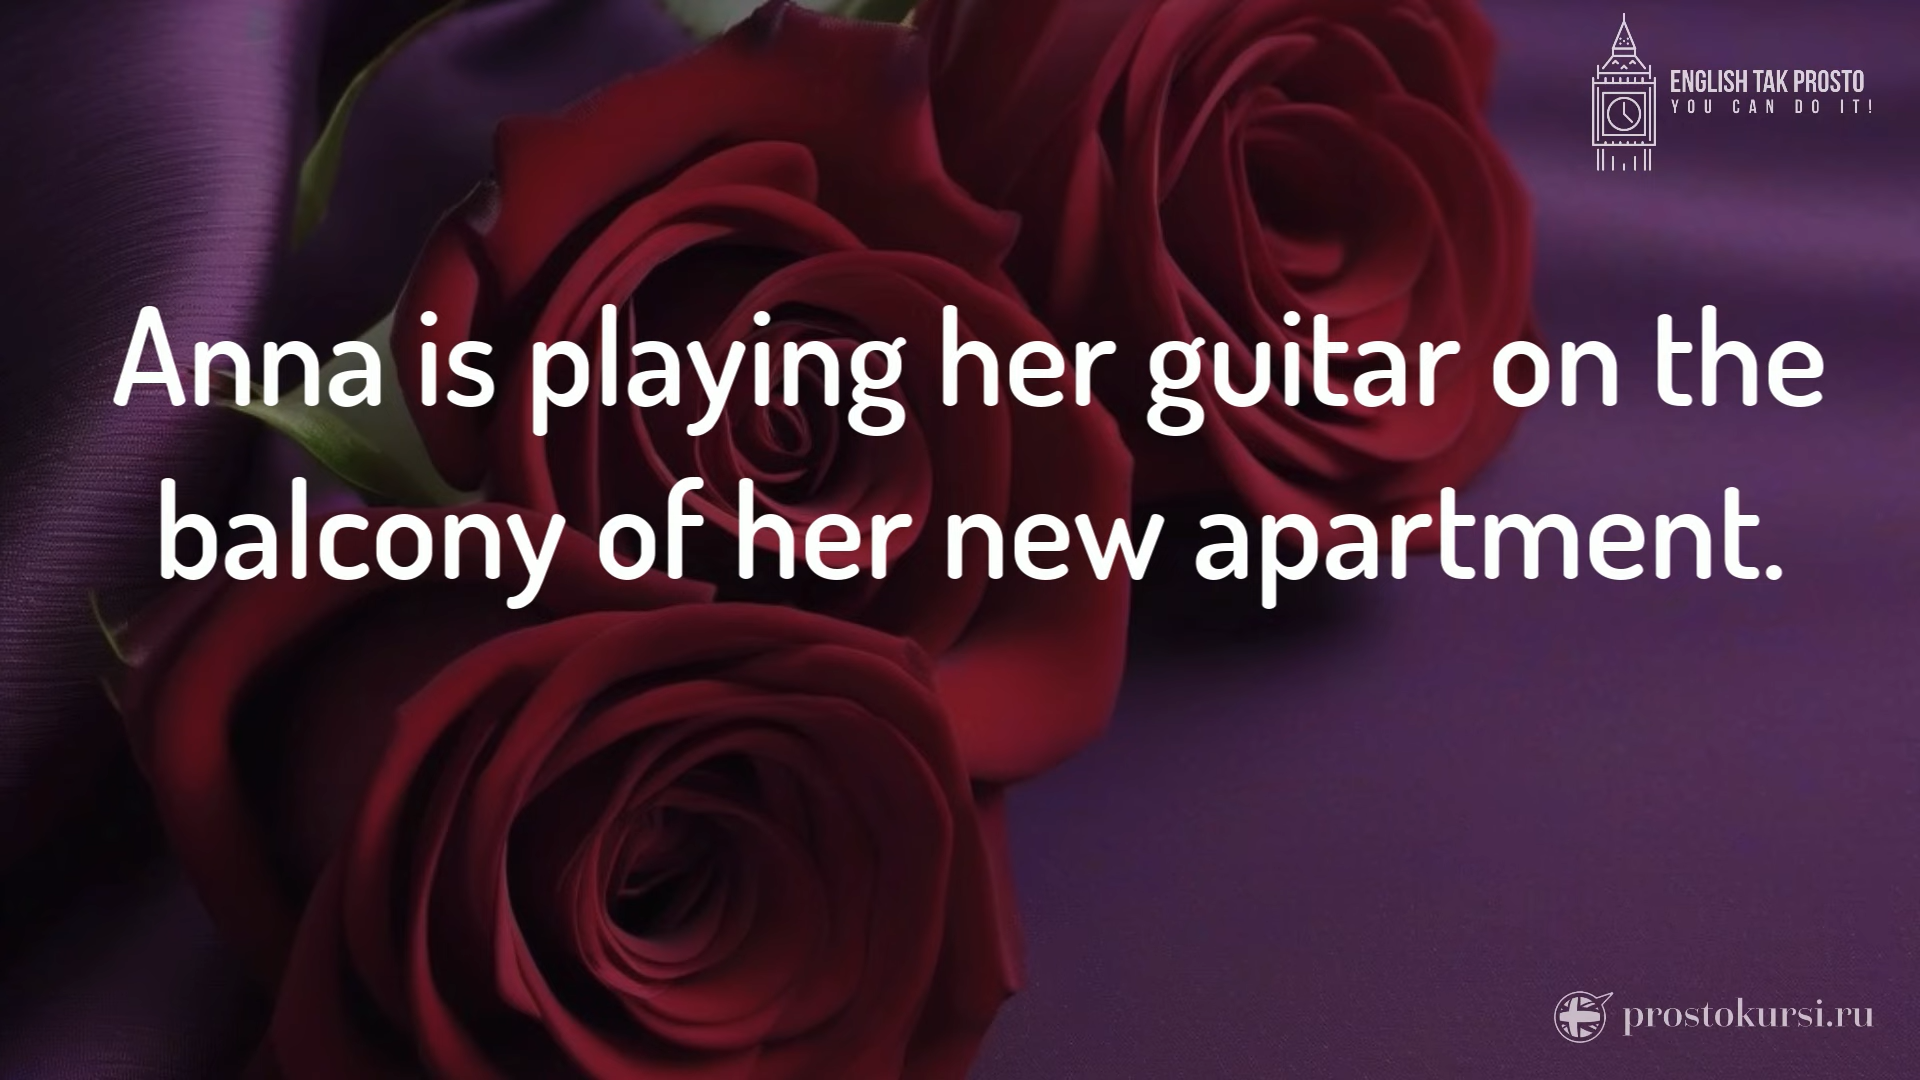 ENGLISH TAK PROSTO
YOU CAN DO IT!
Anna is playing her guitar on the
balcony of her new apartment.
prostokursi.ru